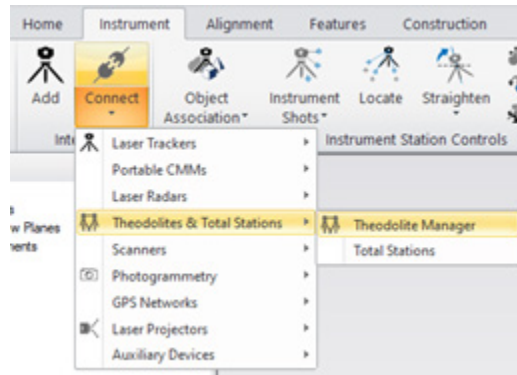 Home Instrument Alignment Features Construction
Add Connect Object Association Instrument Shots Locate Straighten
Instrument Station Controls
Laser Trackers
Portable CMMs
Laser Radars
Theodolites & Total Stations
Theodolite Manager
Total Stations
Scanners
Photogrammetry
GPS Networks
Laser Projectors
Auxiliary Devices
w Planes